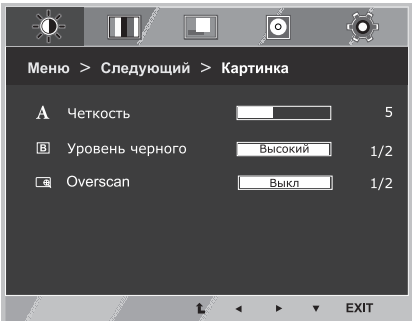 Меню > Следующий > Картинка
A Четкость 5
B Уровень черного Высокий 1/2
Overscan Выкл 1/2
EXIT